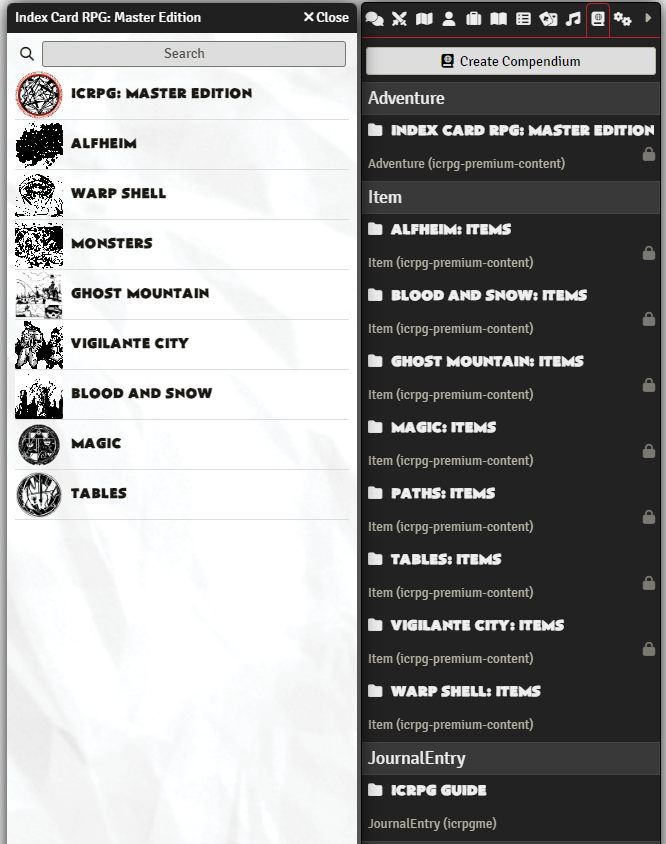 Index Card RPG: Master Edition
Close
Search
ICRPG: MASTER EDITION
ALFHEIM
WARP SHELL
MONSTERS
GHOST MOUNTAIN
VIGILANTE CITY
BLOOD AND SNOW
MAGIC
TABLES
Create Compendium
Adventure
INDEX CARD RPG: MASTER EDITION
Adventure (icrpg-premium-content)
Item
ALFHEIM: ITEMS
Item (icrpg-premium-content)
BLOOD AND SNOW: ITEMS
Item (icrpg-premium-content)
GHOST MOUNTAIN: ITEMS
Item (icrpg-premium-content)
MAGIC: ITEMS
Item (icrpg-premium-content)
PATHS: ITEMS
Item (icrpg-premium-content)
TABLES: ITEMS
Item (icrpg-premium-content)
VIGILANTE CITY: ITEMS
Item (icrpg-premium-content)
WARP SHELL: ITEMS
Item (icrpg-premium-content)
JournalEntry
ICRPG GUIDE
JournalEntry (icrpgme)